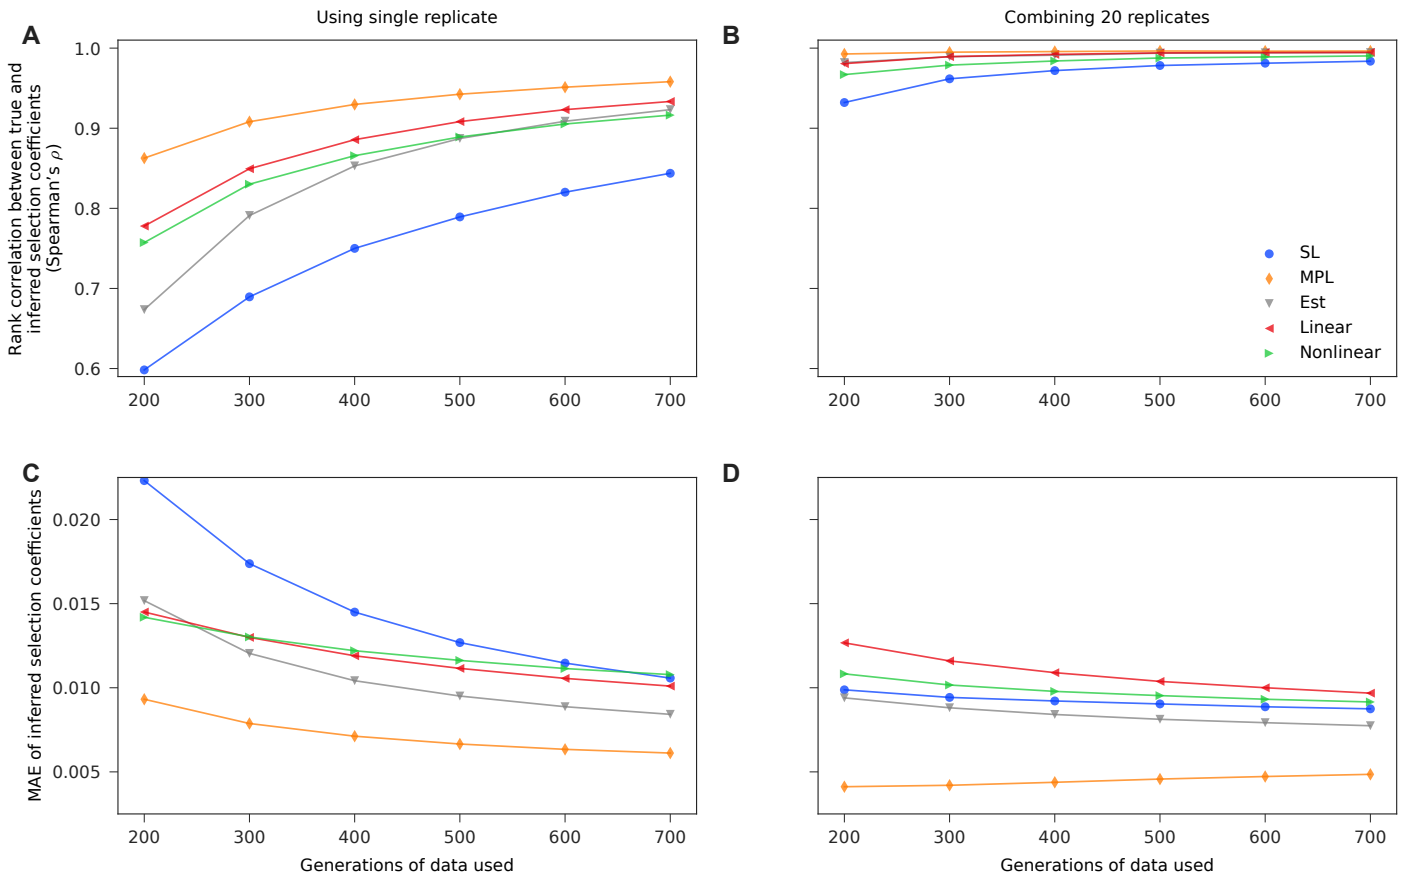 Using single replicate
Combining 20 replicates
A
B
Rank correlation between true and
inferred selection coefficients
(Spearman's ρ)
1.0
0.9
0.8
0.7
0.6
200 300 400 500 600 700
SL
MPL
Est
Linear
Nonlinear
200 300 400 500 600 700
C
D
MAE of inferred selection coefficients
0.020
0.015
0.010
0.005
200 300 400 500 600 700
Generations of data used
200 300 400 500 600 700
Generations of data used